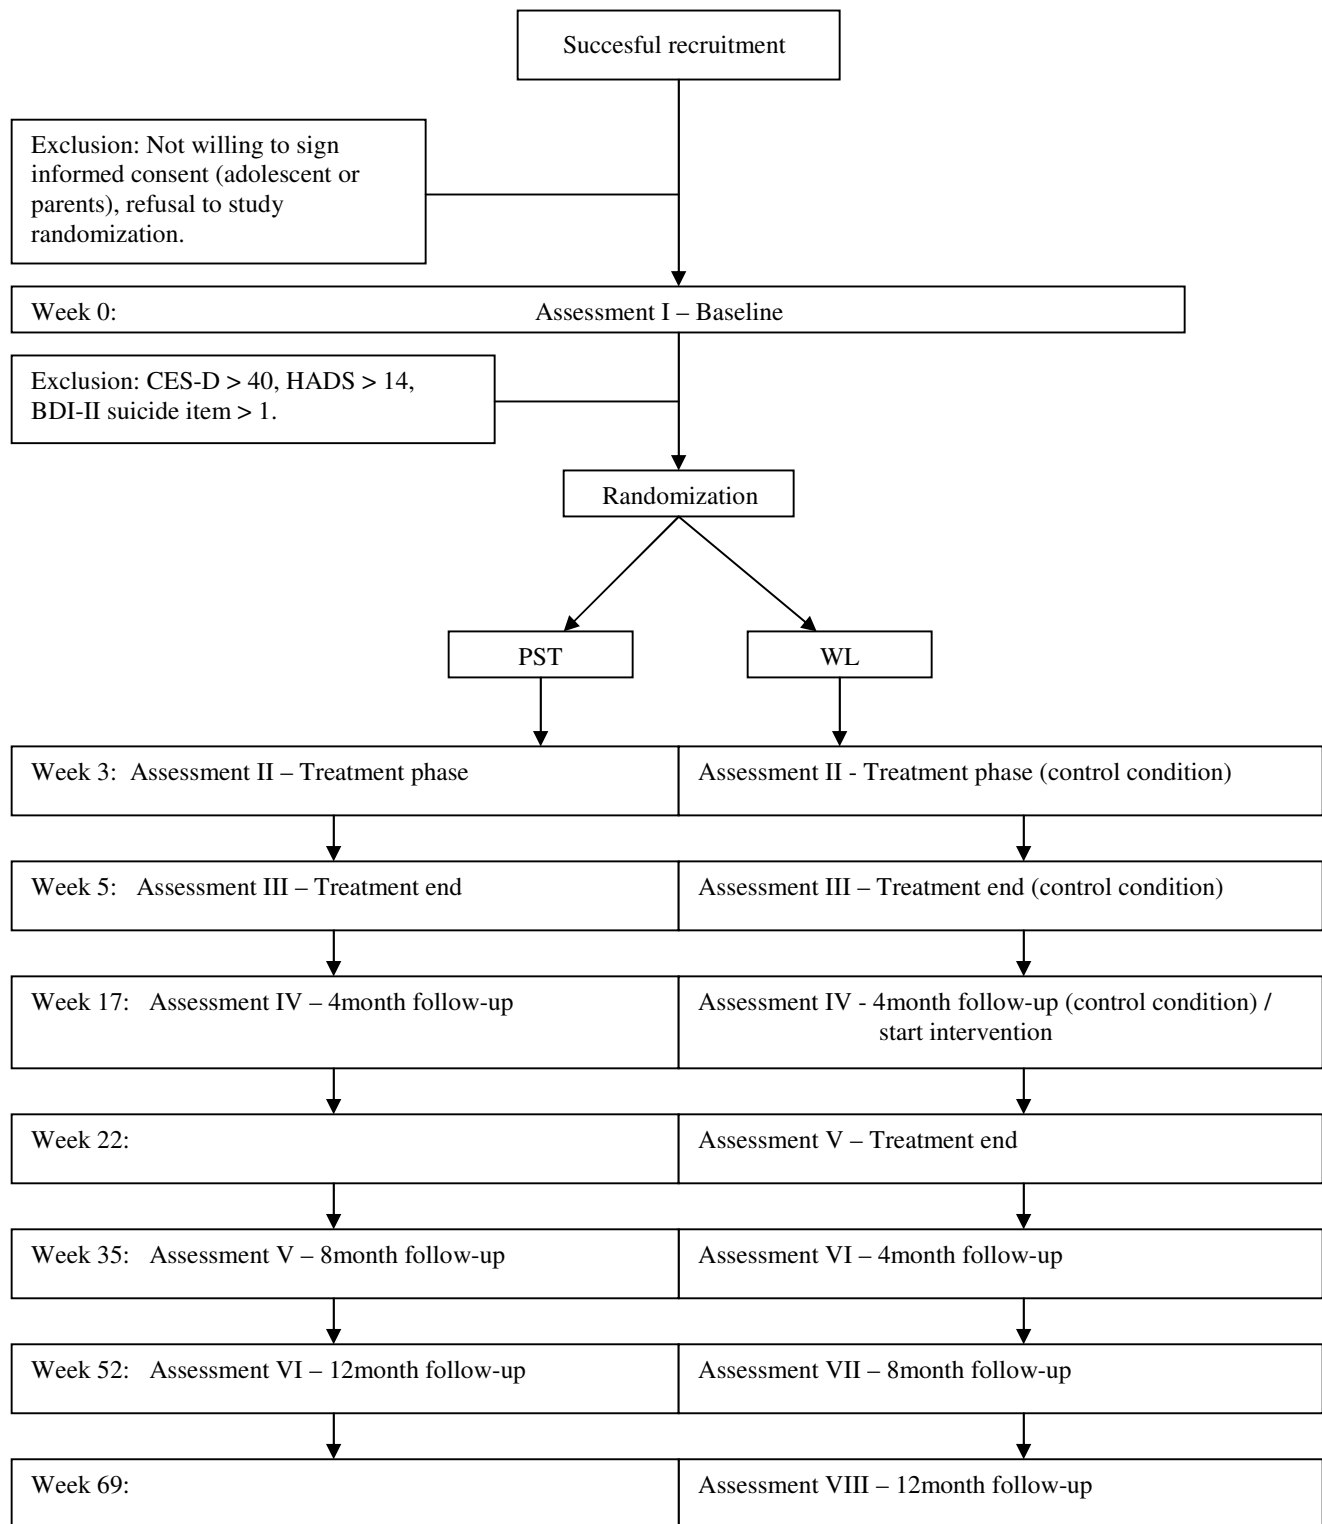 Succesful recruitment
Exclusion: Not willing to sign
informed consent (adolescent or
parents), refusal to study
randomization.
Week 0: Assessment I – Baseline
Exclusion: CES-D > 40, HADS > 14,
BDI-II suicide item > 1.
Randomization
PST
WL
Week 3: Assessment II – Treatment phase
Assessment II - Treatment phase (control condition)
Week 5: Assessment III – Treatment end
Assessment III – Treatment end (control condition)
Week 17: Assessment IV – 4month follow-up
Assessment IV - 4month follow-up (control condition) /
start intervention
Week 22:
Assessment V – Treatment end
Week 35: Assessment V – 8month follow-up
Assessment VI – 4month follow-up
Week 52: Assessment VI – 12month follow-up
Assessment VII – 8month follow-up
Week 69:
Assessment VIII – 12month follow-up